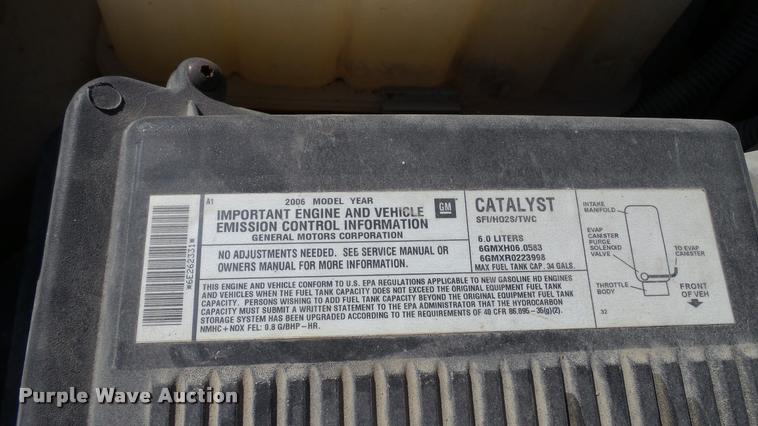 A1
2006 MODEL YEAR
IMPORTANT ENGINE AND VEHICLE
EMISSION CONTROL INFORMATION
GENERAL MOTORS CORPORATION
GM
NO ADJUSTMENTS NEEDED. SEE SERVICE MANUAL OR
OWNERS MANUAL FOR MORE INFORMATION.
CATALYST
SFI/HO2S/TWC
6.0 LITERS
6GMXH06.0583
6GMXR0223998
MAX FUEL TANK CAP. 34 GALS.
THIS ENGINE AND VEHICLE CONFORM TO U.S. EPA REGULATIONS APPLICABLE TO NEW GASOLINE HD ENGINES
AND VEHICLES WHEN THE FUEL TANK CAPACITY DOES NOT EXCEED THE ORIGINAL EQUIPMENT FUEL TANK
CAPACITY. PERSONS WISHING TO ADD FUEL TANK CAPACITY BEYOND THE ORIGINAL EQUIPMENT FUEL TANK
CAPACITY MUST SUBMIT A WRITTEN STATEMENT TO THE EPA ADMINISTRATOR THAT THE HYDROCARBON
STORAGE SYSTEM HAS BEEN UPGRADED ACCORDING TO THE REQUIREMENTS OF 40 CFR 86.095-35(g)(2).
NMHC + NOX FEL: 0.8 G/BHP-HR.
*6E262331*
INTAKE
MANIFOLD
EVAP
CANISTER
PURGE
SOLENOID
VALVE
TO EVAP
CANISTER
THROTTLE
BODY
FRONT
OF VEH
32
Purple Wave Auction